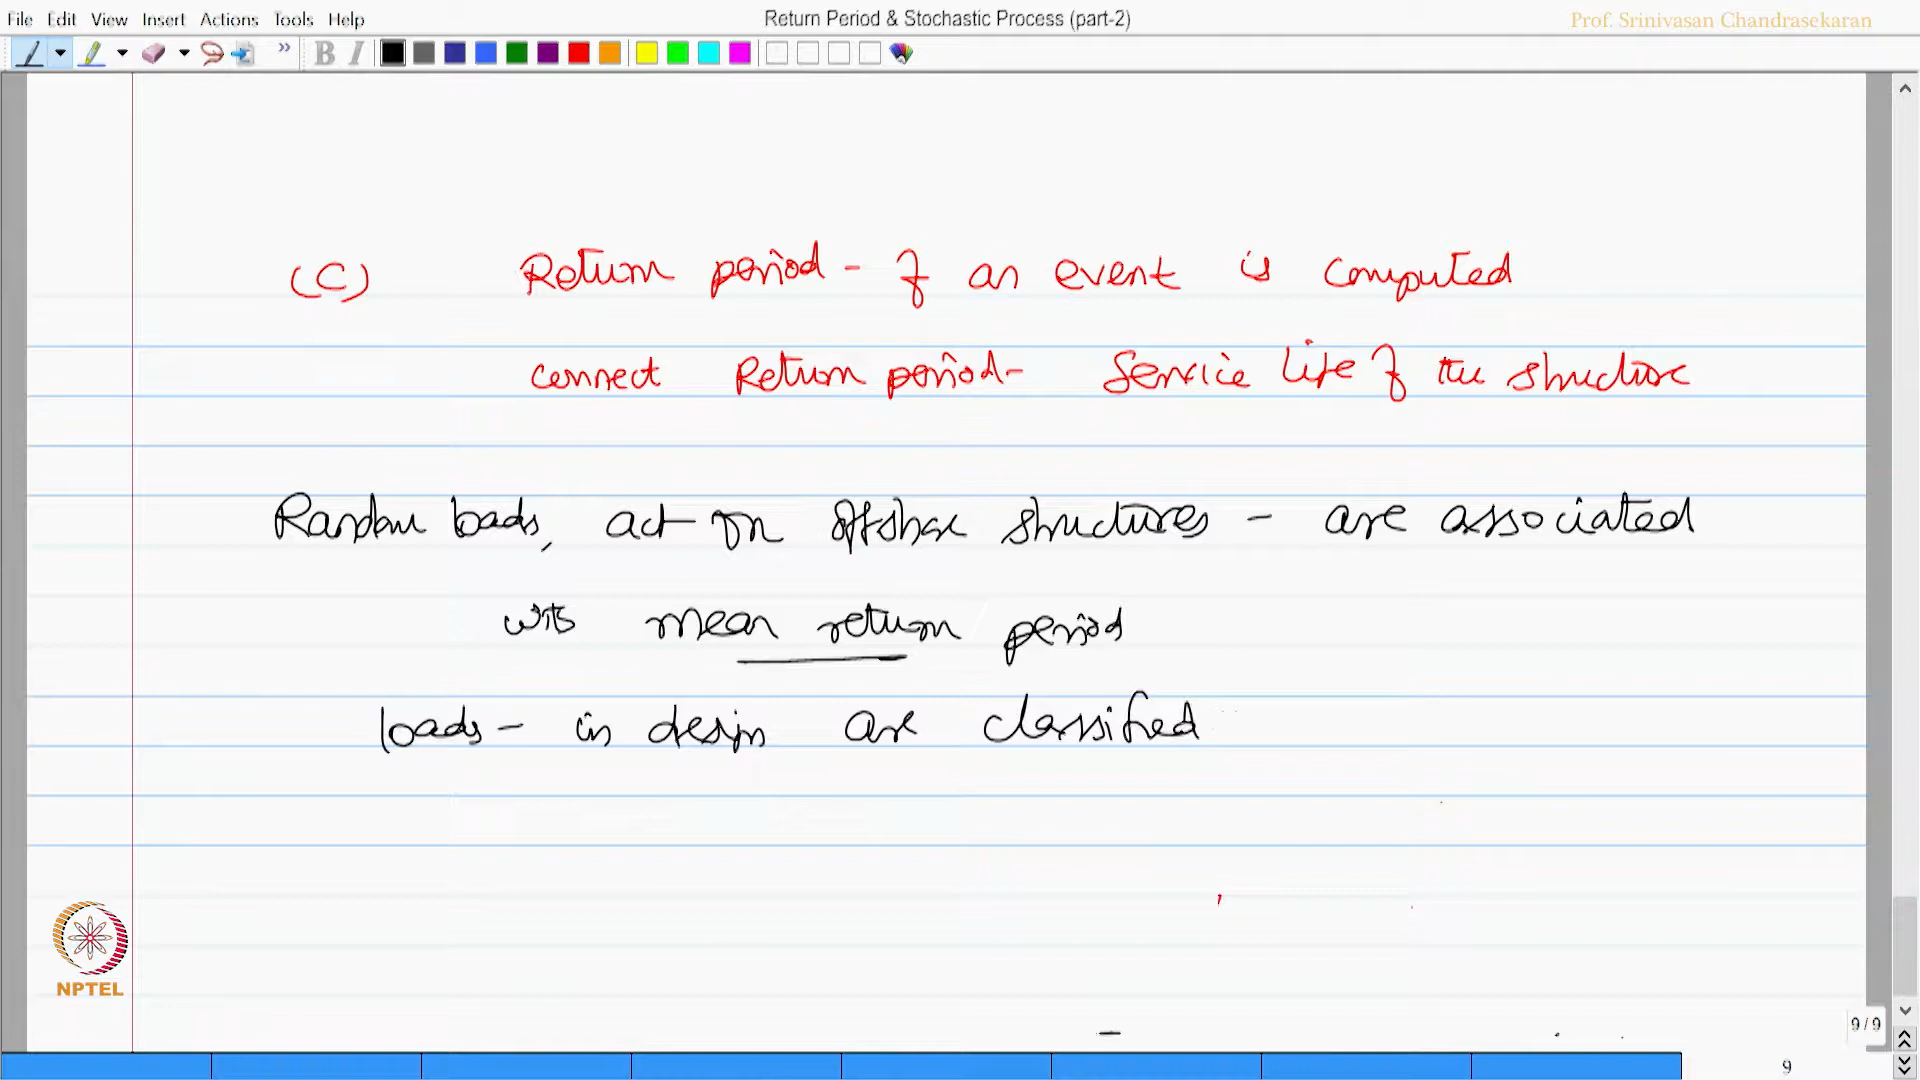 File Edit View Insert Actions Tools Help
Return Period & Stochastic Process (part-2)
Prof. Srinivasan Chandrasekaran
B I
(C) Return period - of an event is computed
connect Return period - Service life of the structure
Random loads, act on offshore structures - are associated
with mean return period
loads - in design are classified
NPTEL
9 / 9
9